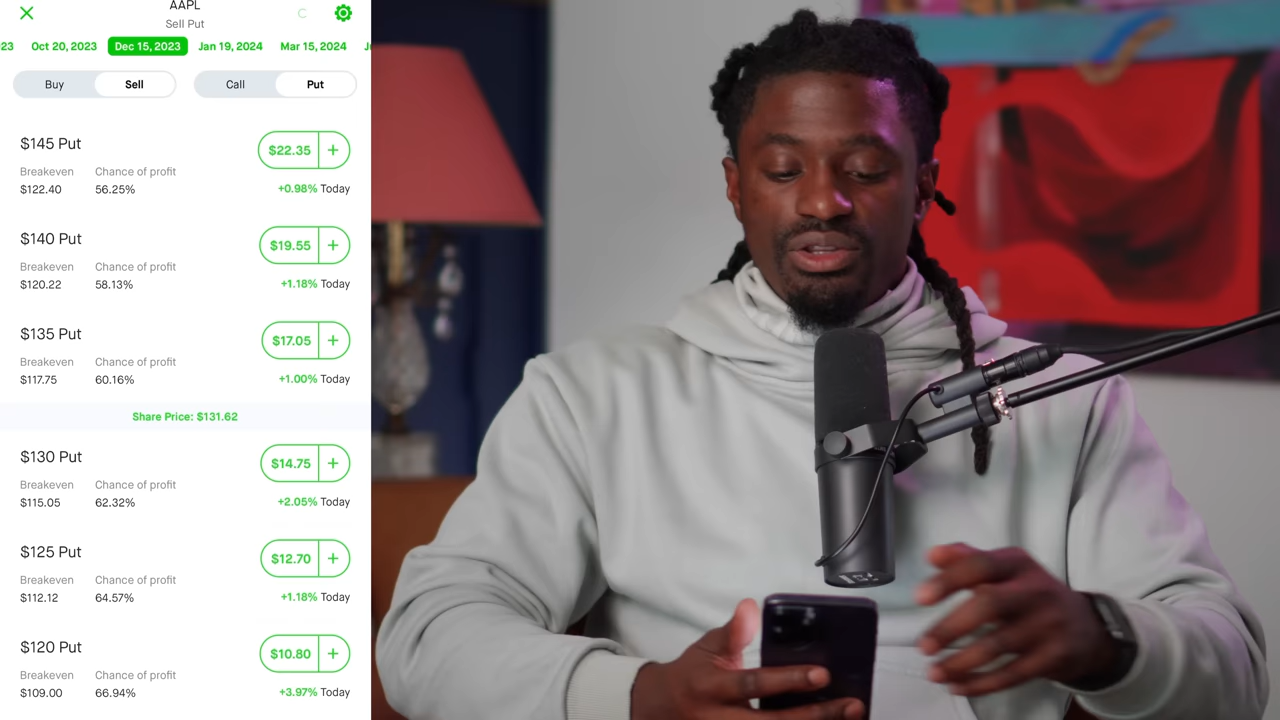 AAPL
Sell Put
23 Oct 20, 2023 Dec 15, 2023 Jan 19, 2024 Mar 15, 2024
Buy Sell Call Put
$145 Put
$22.35 +
Breakeven Chance of profit
$122.40 56.25%
+0.98% Today
$140 Put
$19.55 +
Breakeven Chance of profit
$120.22 58.13%
+1.18% Today
$135 Put
$17.05 +
Breakeven Chance of profit
$117.75 60.16%
+1.00% Today
Share Price: $131.62
$130 Put
$14.75 +
Breakeven Chance of profit
$115.05 62.32%
+2.05% Today
$125 Put
$12.70 +
Breakeven Chance of profit
$112.12 64.57%
+1.18% Today
$120 Put
$10.80 +
Breakeven Chance of profit
$109.00 66.94%
+3.97% Today